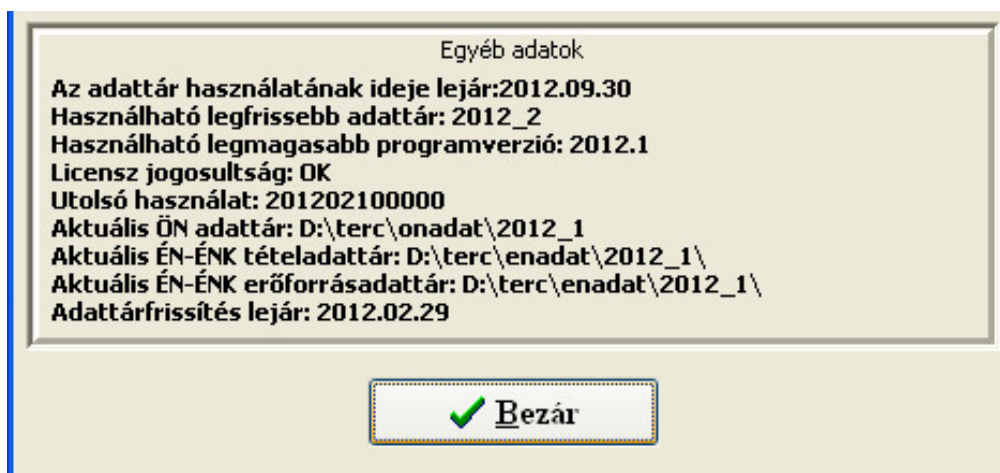 Egyéb adatok
Az adattár használatának ideje lejár:2012.09.30
Használható legfrissebb adattár: 2012_2
Használható legmagasabb programverzió: 2012.1
Licensz jogosultság: OK
Utolsó használat: 201202100000
Aktuális ÖN adattár: D:\terc\onadat\2012_1
Aktuális ÉN-ÉNK tételadattár: D:\terc\enadat\2012_1\
Aktuális ÉN-ÉNK erőforrásadattár: D:\terc\enadat\2012_1\
Adattárfrissítés lejár: 2012.02.29
Bezár